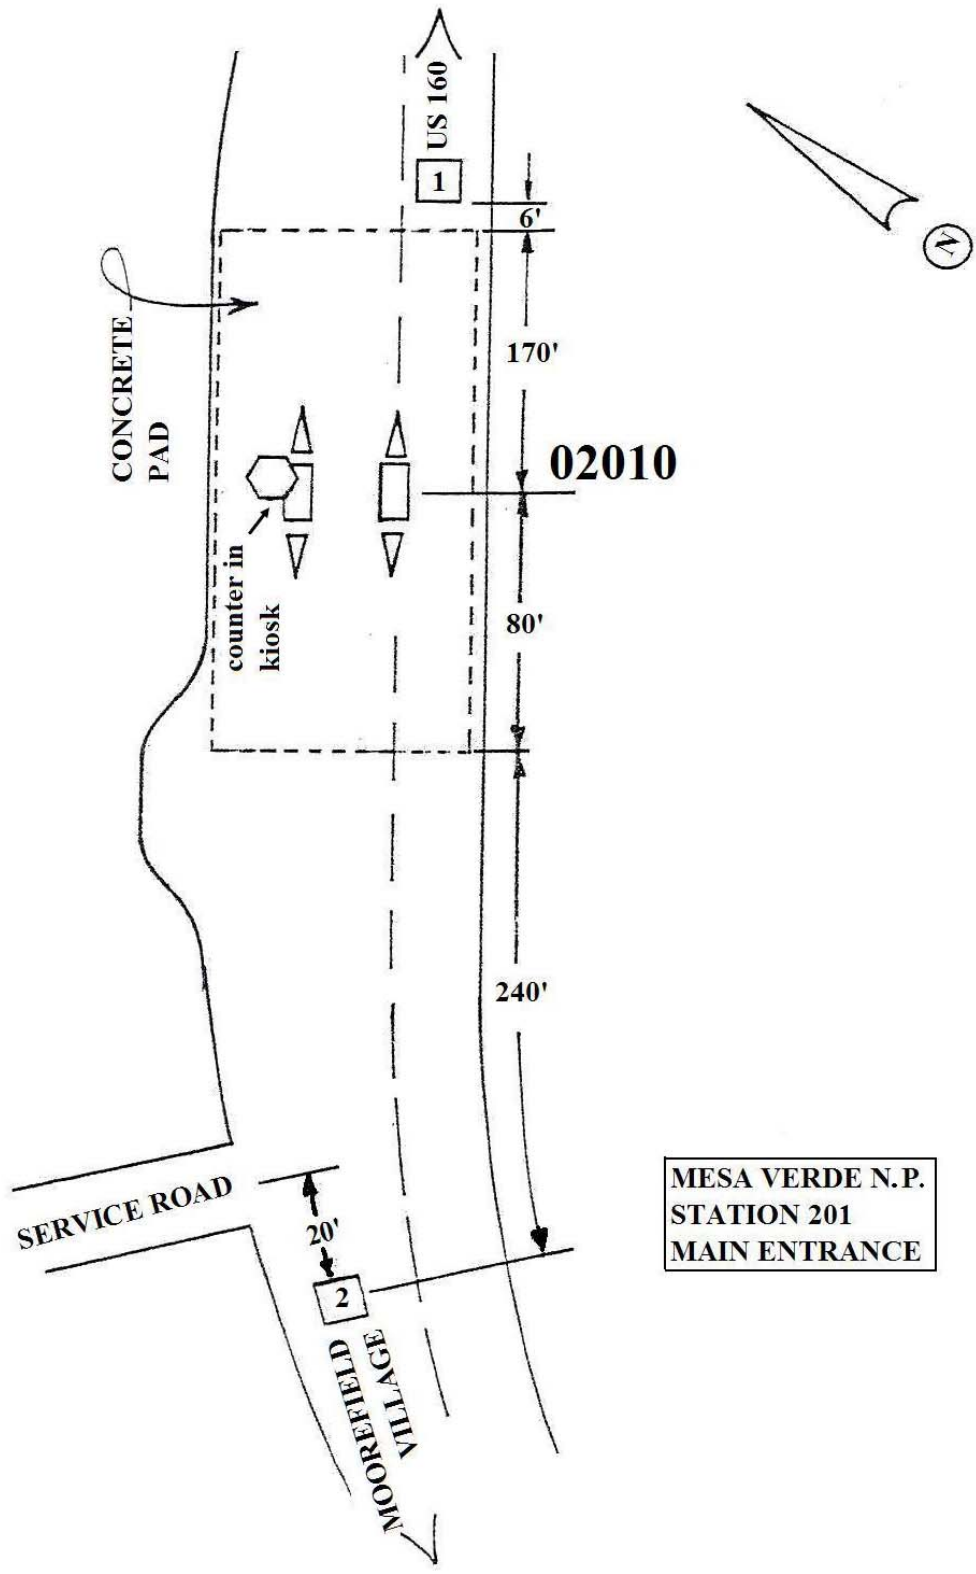 US 160
1
6'
170'
CONCRETE
PAD
02010
counter in
kiosk
80'
240'
SERVICE ROAD
20'
2
MOOREFIELD
VILLAGE
N
MESA VERDE N.P.
STATION 201
MAIN ENTRANCE